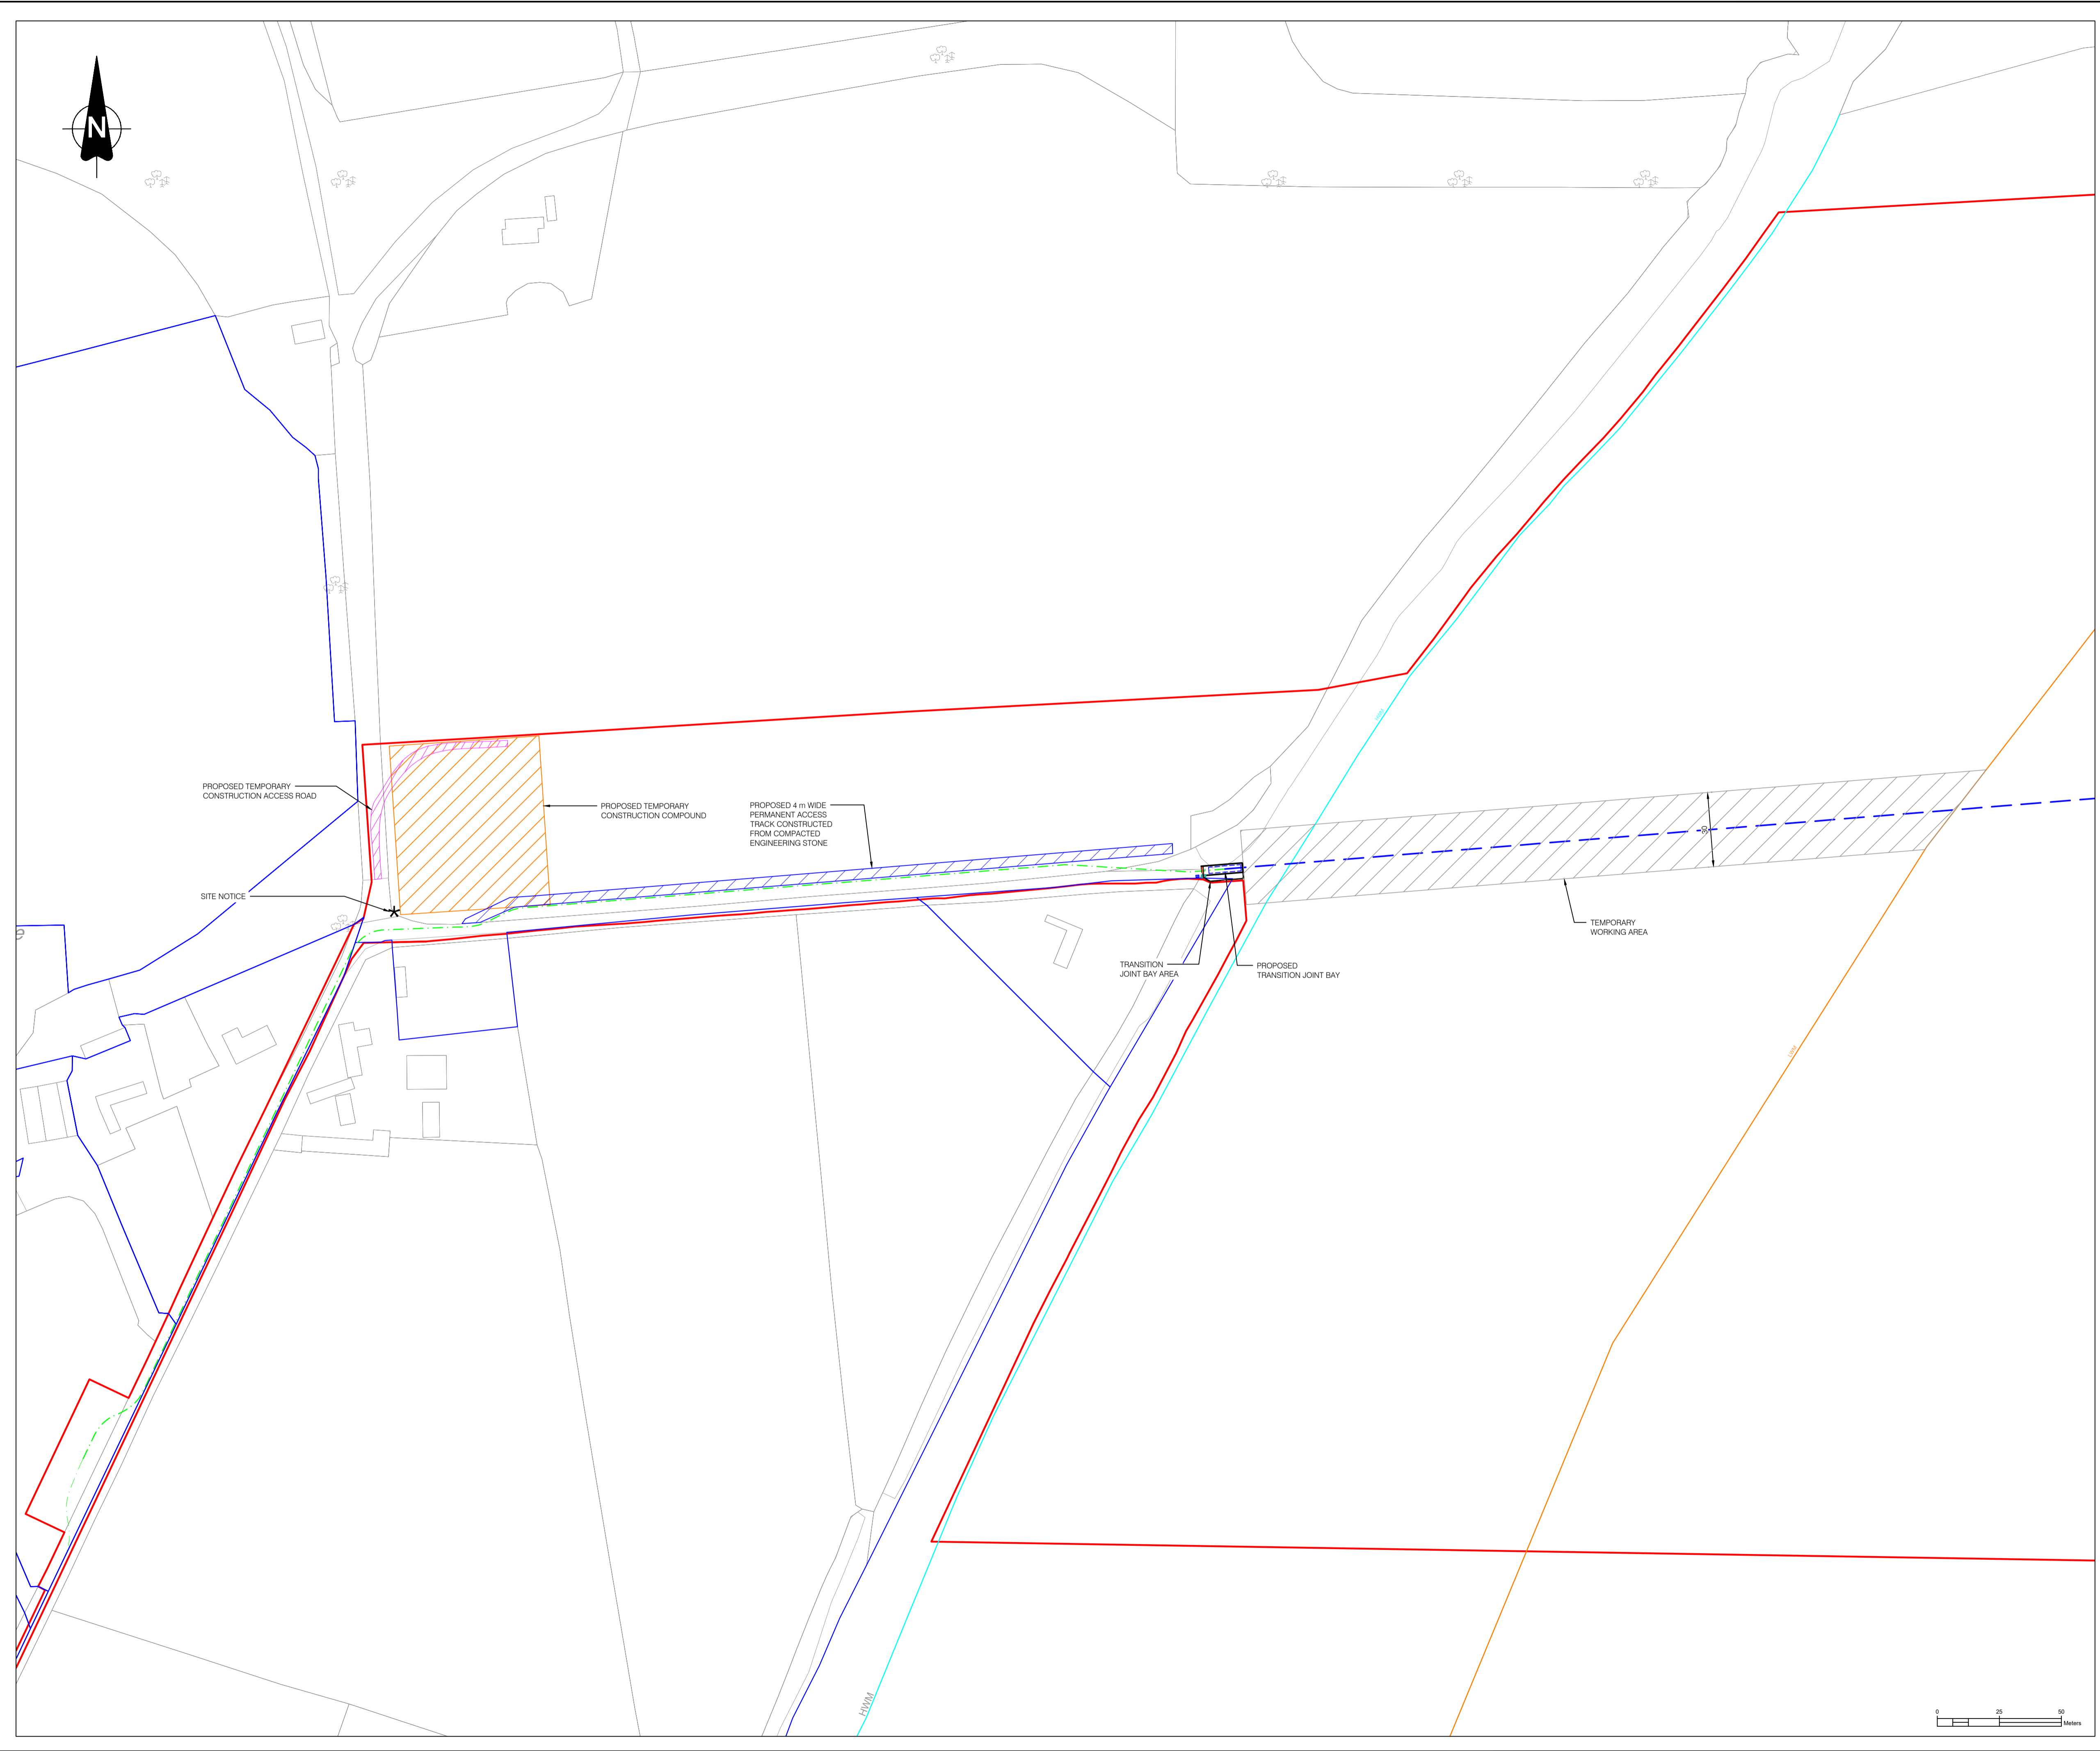 N
PROPOSED TEMPORARY
CONSTRUCTION ACCESS ROAD
PROPOSED TEMPORARY
CONSTRUCTION COMPOUND
PROPOSED 4 m WIDE
PERMANENT ACCESS
TRACK CONSTRUCTED
FROM COMPACTED
ENGINEERING STONE
30
SITE NOTICE
TEMPORARY
WORKING AREA
TRANSITION
JOINT BAY AREA
PROPOSED
TRANSITION JOINT BAY
HWM
0 25 50
Meters